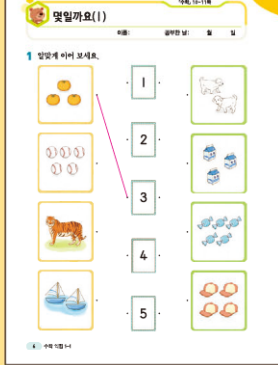 수학, 10~11쪽
몇일까요(1)
이름: 공부한 날: 월 일
1 알맞게 이어 보세요.
1
2
3
4
5
4 수학 익힘 1-1